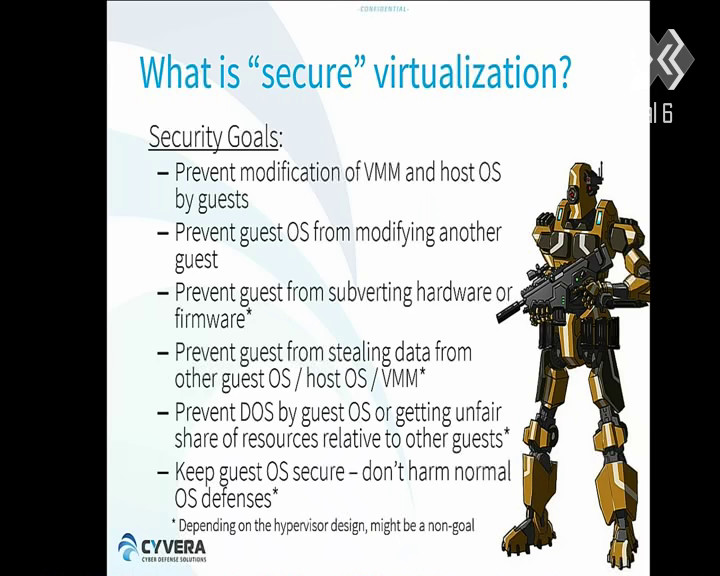 -CONFIDENTIAL-
What is “secure” virtualization?
al 6
Security Goals:
– Prevent modification of VMM and host OS
by guests
– Prevent guest OS from modifying another
guest
– Prevent guest from subverting hardware or
firmware*
– Prevent guest from stealing data from
other guest OS / host OS / VMM*
– Prevent DOS by guest OS or getting unfair
share of resources relative to other guests*
– Keep guest OS secure – don’t harm normal
OS defenses*
* Depending on the hypervisor design, might be a non-goal
CYVERA
CYBER DEFENSE SOLUTIONS